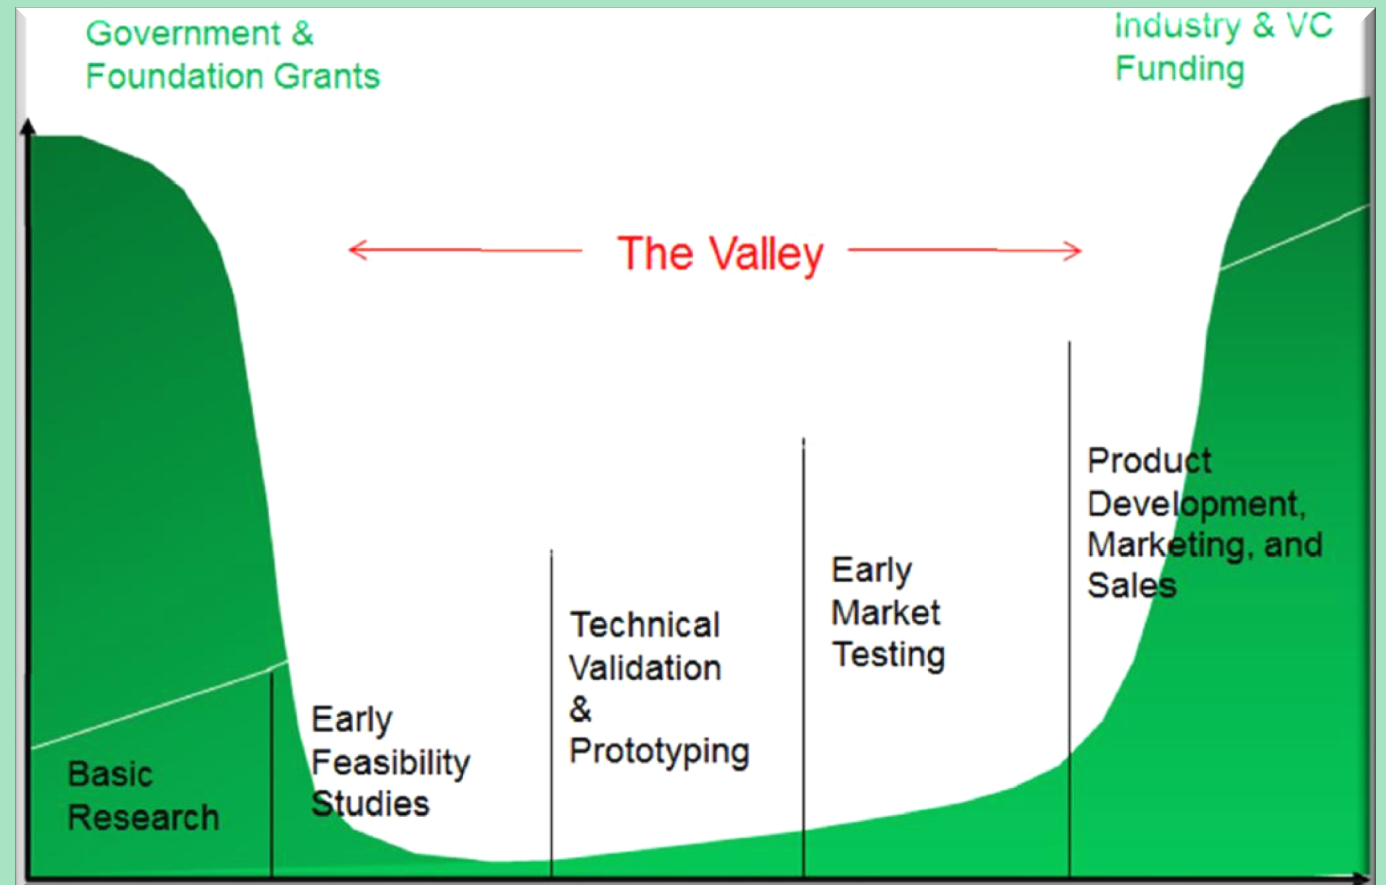 Government &
Foundation Grants
Industry & VC
Funding
The Valley
Basic
Research
Early
Feasibility
Studies
Technical
Validation
&
Prototyping
Early
Market
Testing
Product
Development,
Marketing, and
Sales